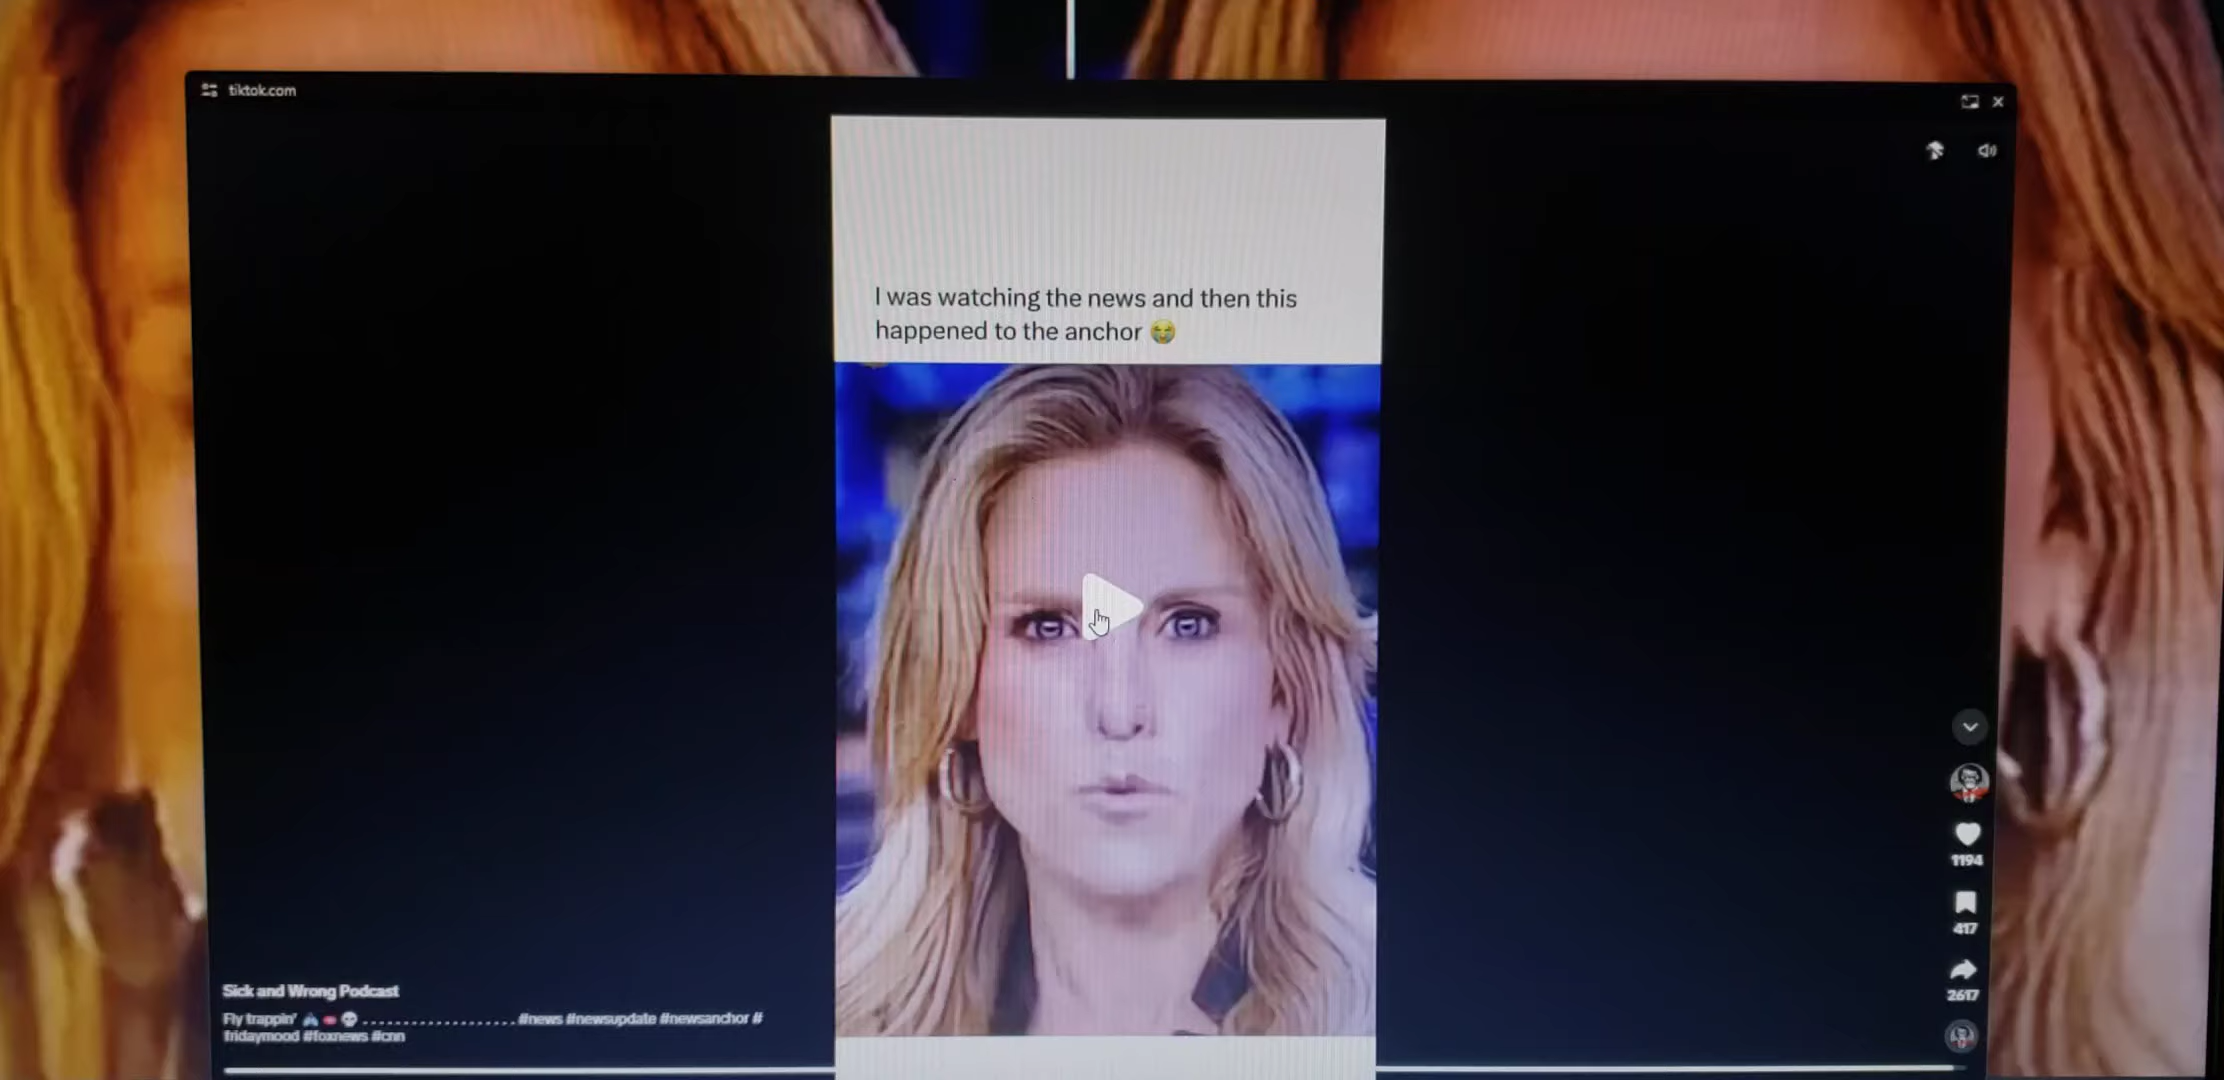 tiktok.com
I was watching the news and then this
happened to the anchor 😭
1194
417
2617
Sick and Wrong Podcast
Fly trappin' 🙏🏻👄💀......................#news #newsupdate #newsanchor #
fridaymood #foxnews #cnn